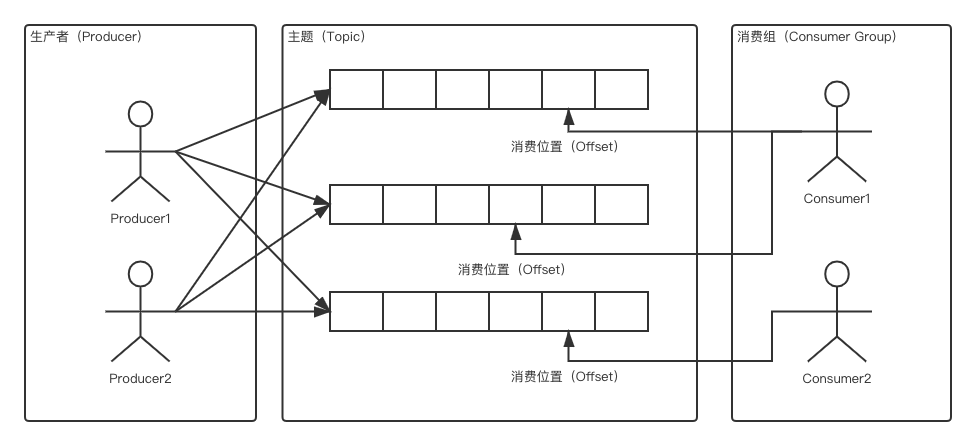 生产者（Producer）
主题（Topic）
消费组（Consumer Group）
消费位置（Offset）
Consumer1
Producer1
消费位置（Offset）
Producer2
消费位置（Offset）
Consumer2